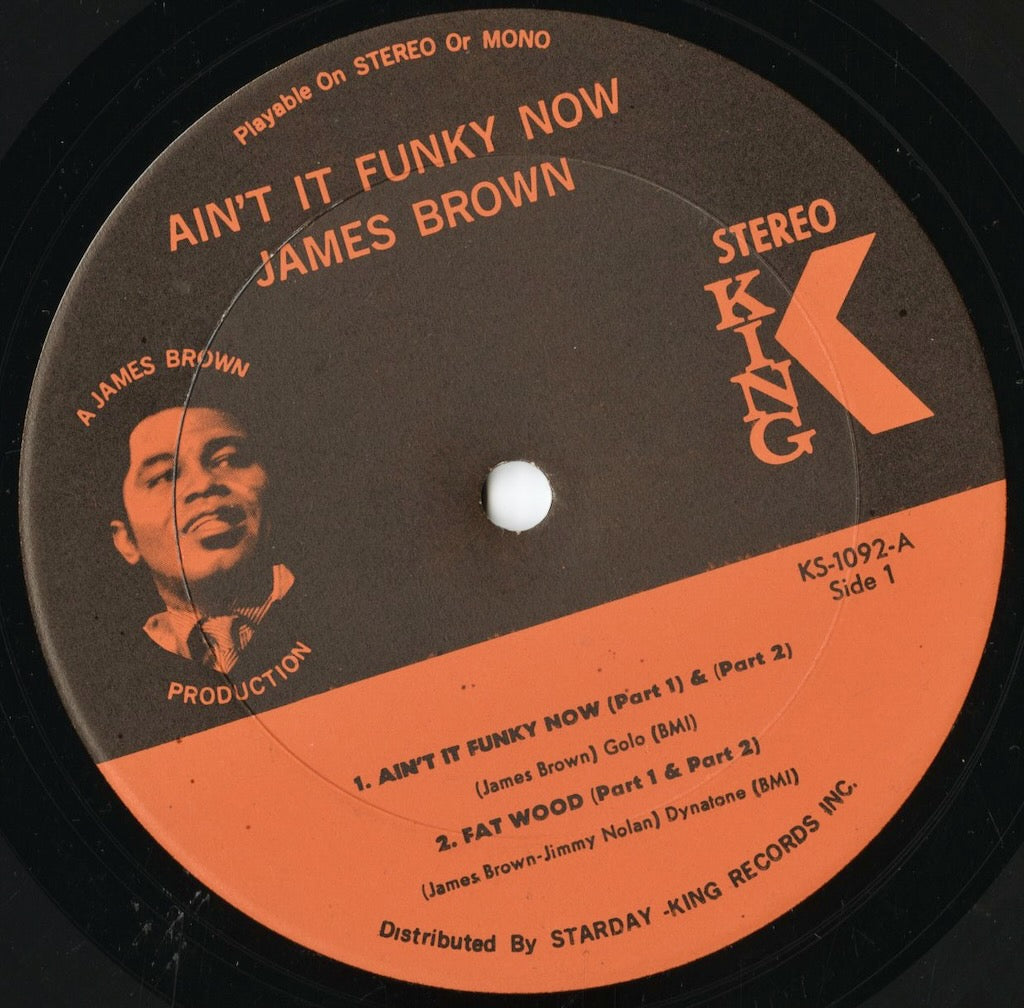 Playable On STEREO Or MONO
AIN'T IT FUNKY NOW
JAMES BROWN
STEREO
KING
A JAMES BROWN
PRODUCTION
KS-1092-A
Side 1
1. AIN'T IT FUNKY NOW (Part 1) & (Part 2)
(James Brown) Golo (BMI)
2. FAT WOOD (Part 1 & Part 2)
(James Brown-Jimmy Nolan) Dynatone (BMI)
Distributed By STARDAY -KING RECORDS INC.